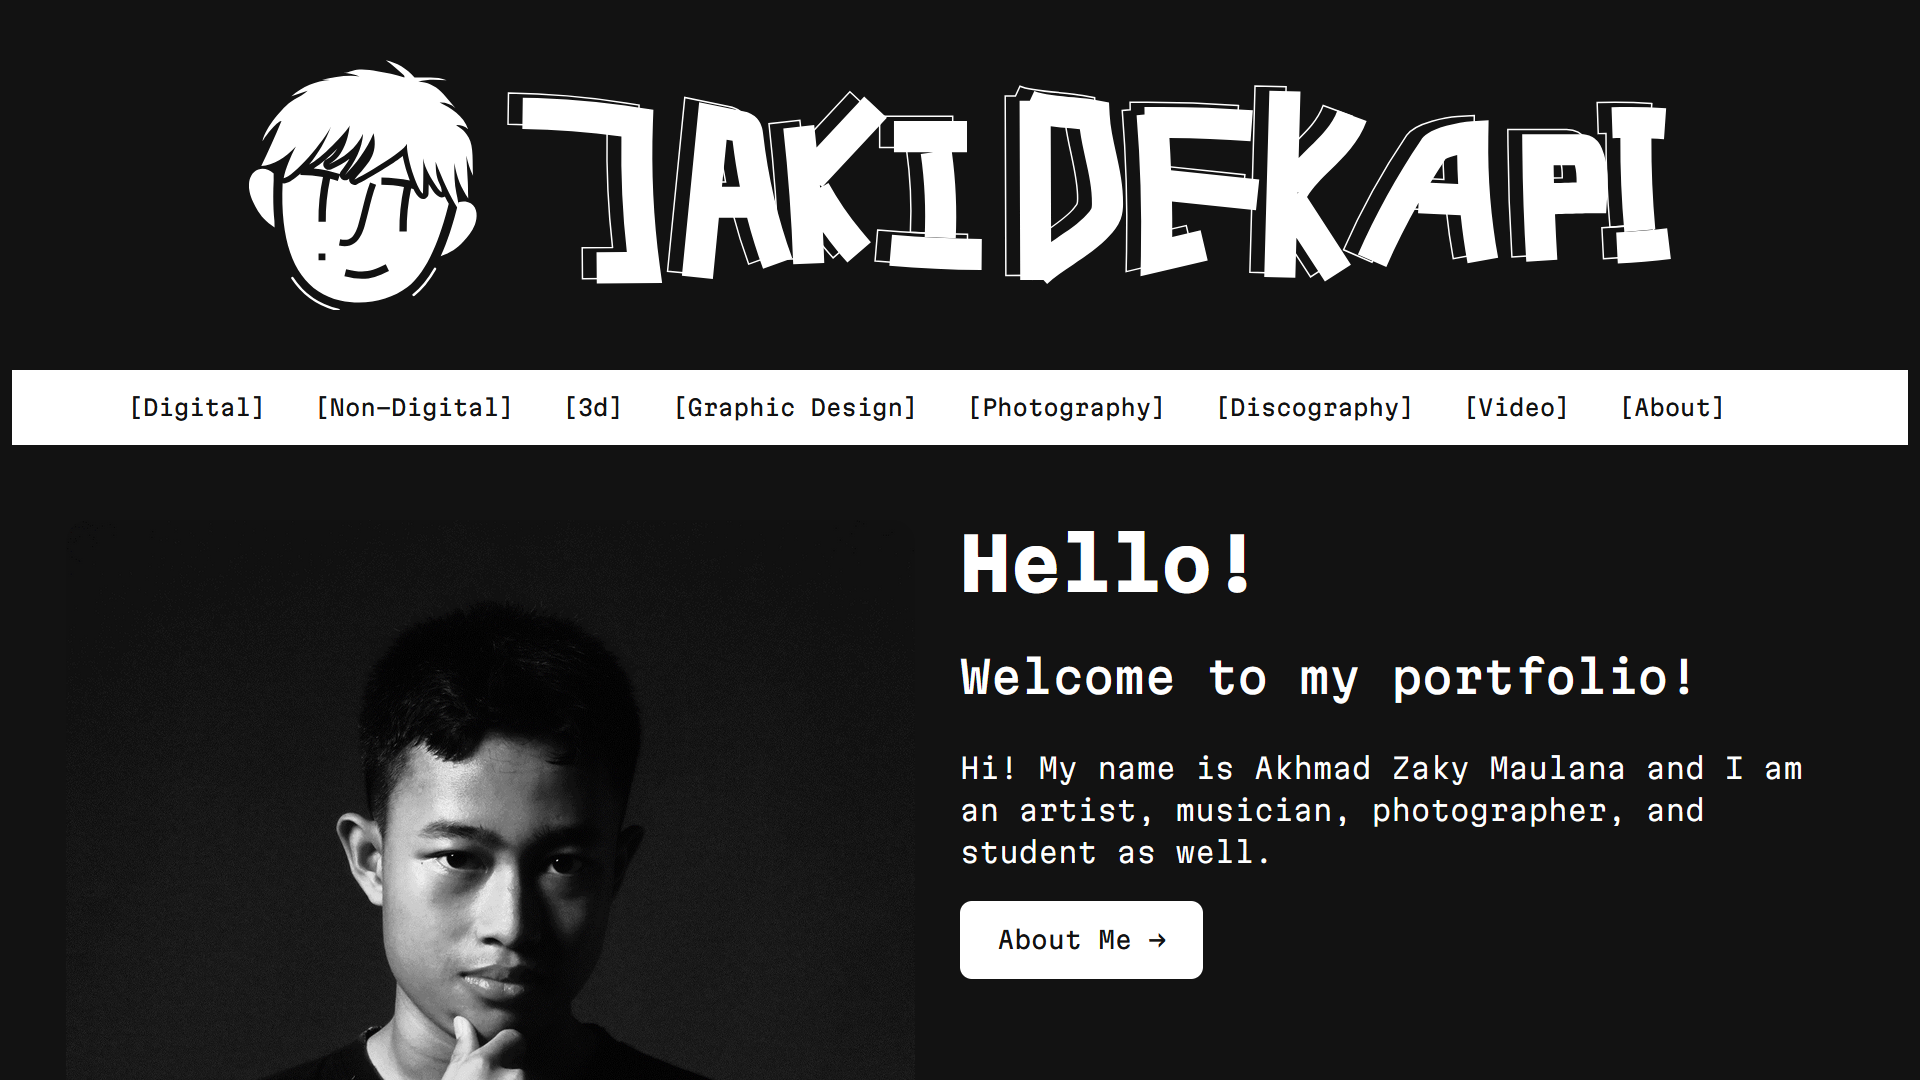 JAKI DEKAPI
[Digital] [Non-Digital] [3d] [Graphic Design] [Photography] [Discography] [Video] [About]
Hello!
Welcome to my portfolio!
Hi! My name is Akhmad Zaky Maulana and I am
an artist, musician, photographer, and
student as well.
About Me →